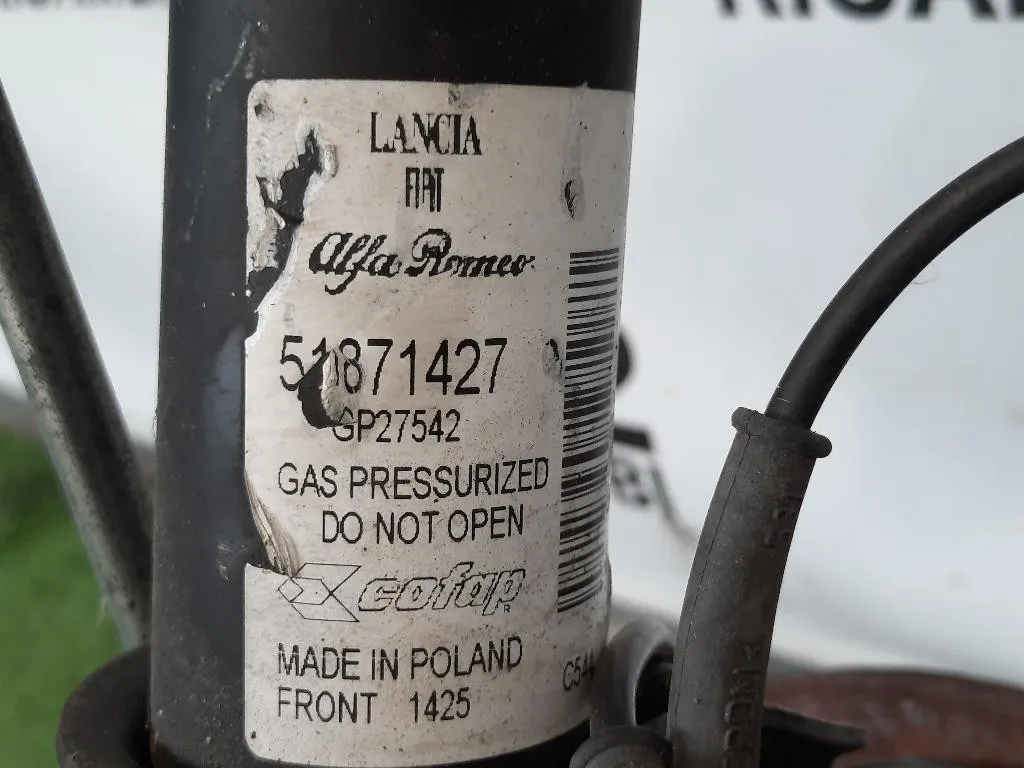 LANCIA
FIAT
Alfa Romeo
51871427
GP27542
GAS PRESSURIZED
DO NOT OPEN
cofap
MADE IN POLAND
FRONT 1425